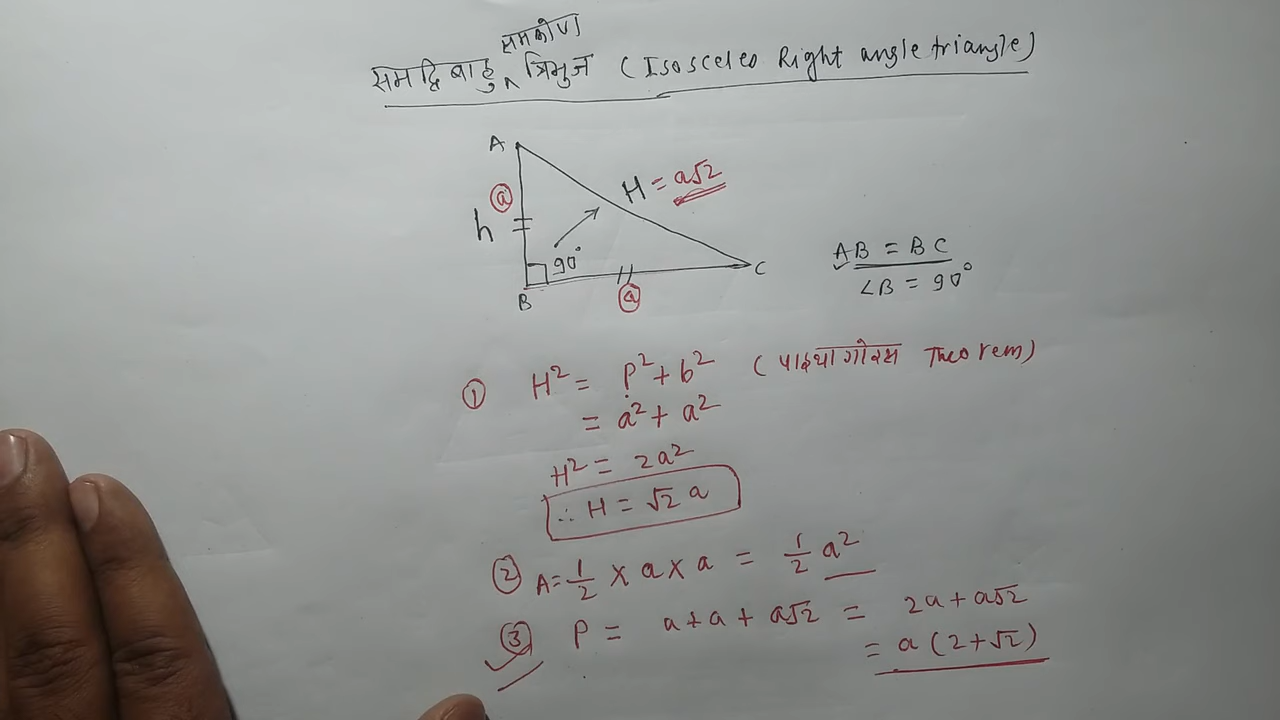 समकोण
समद्विबाहु ^ त्रिभुज (Isosceles Right angle triangle)
A
a
h
H = a√2
90°
B
a
C
AB = BC
∠B = 90°
① H² = P² + b² (पाइथागोरस Theorem)
= a² + a²
H² = 2a²
∴ H = √2 a
② A = 1/2 × a × a = 1/2 a²
③ P = a + a + a√2 = 2a + a√2
= a (2 + √2)